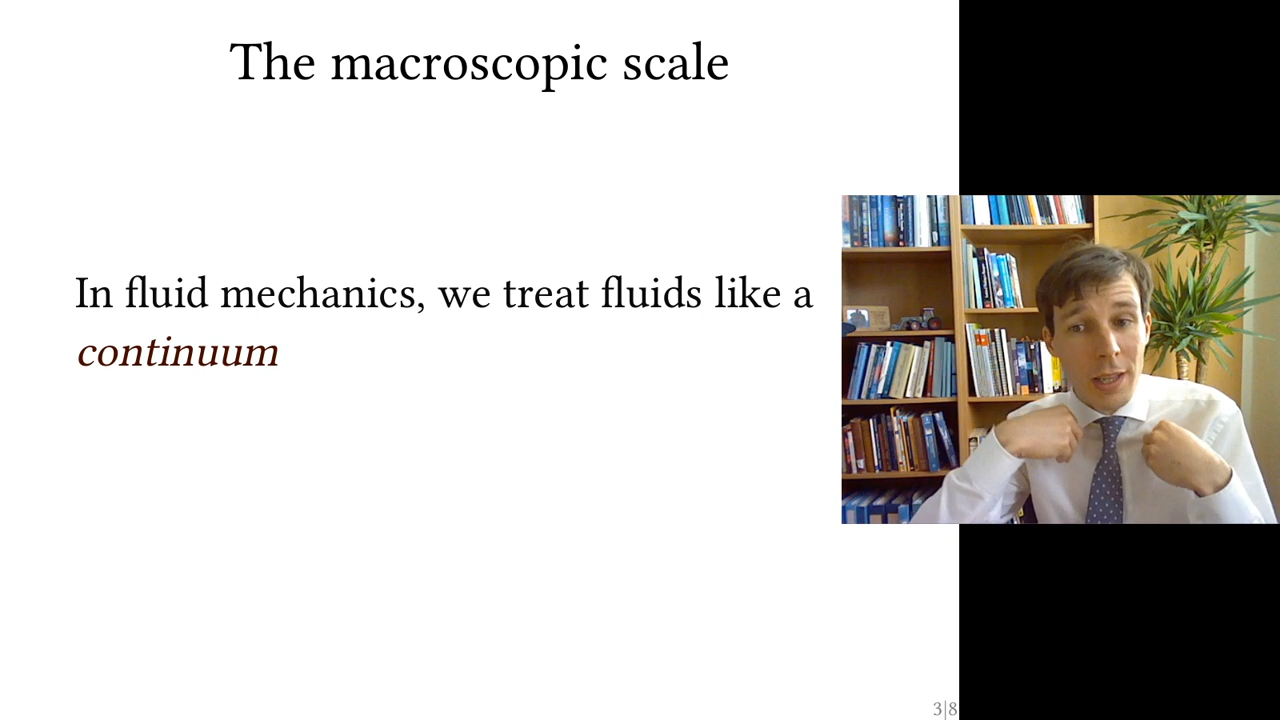 The macroscopic scale
In fluid mechanics, we treat fluids like a
continuum
3|8